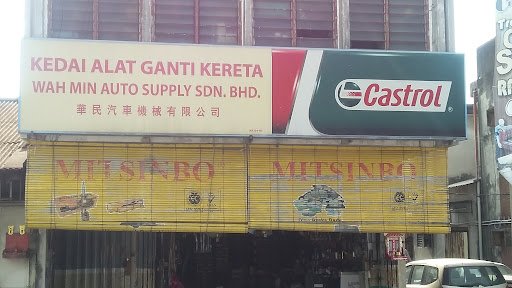 KEDAI ALAT GANTI KERETA
WAH MIN AUTO SUPPLY SDN. BHD.
華民汽車機械有限公司
Castrol
MITSINBO MITSINBO